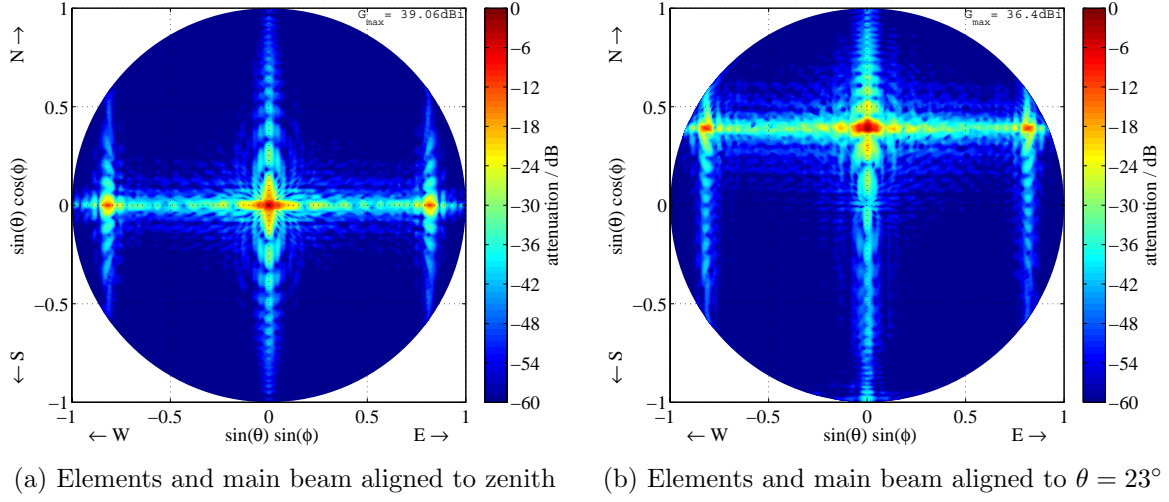 G_max = 39.06dBi
N →
1
0.5
0
−0.5
−1
sin(θ) cos(ϕ)
← S
−1
−0.5
0
0.5
1
← W
sin(θ) sin(ϕ)
E →
0
−6
−12
−18
−24
−30
−36
−42
−48
−54
−60
attenuation / dB
(a) Elements and main beam aligned to zenith
G_max = 36.4dBi
N →
1
0.5
0
−0.5
−1
sin(θ) cos(ϕ)
← S
−1
−0.5
0
0.5
1
← W
sin(θ) sin(ϕ)
E →
0
−6
−12
−18
−24
−30
−36
−42
−48
−54
−60
attenuation / dB
(b) Elements and main beam aligned to θ = 23°